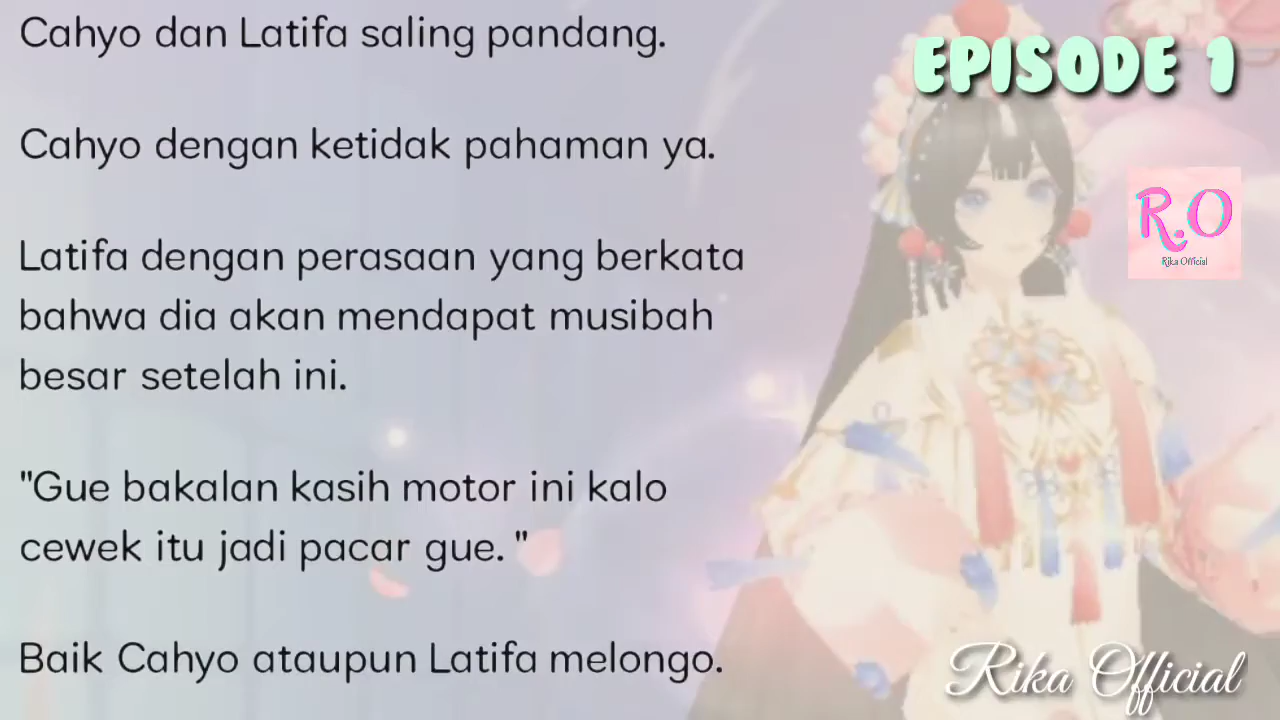 Cahyo dan Latifa saling pandang.
Cahyo dengan ketidak pahaman ya.
Latifa dengan perasaan yang berkata
bahwa dia akan mendapat musibah
besar setelah ini.
"Gue bakalan kasih motor ini kalo
cewek itu jadi pacar gue. "
Baik Cahyo ataupun Latifa melongo.
EPISODE 1
R.O
Rika Official
Rika Official